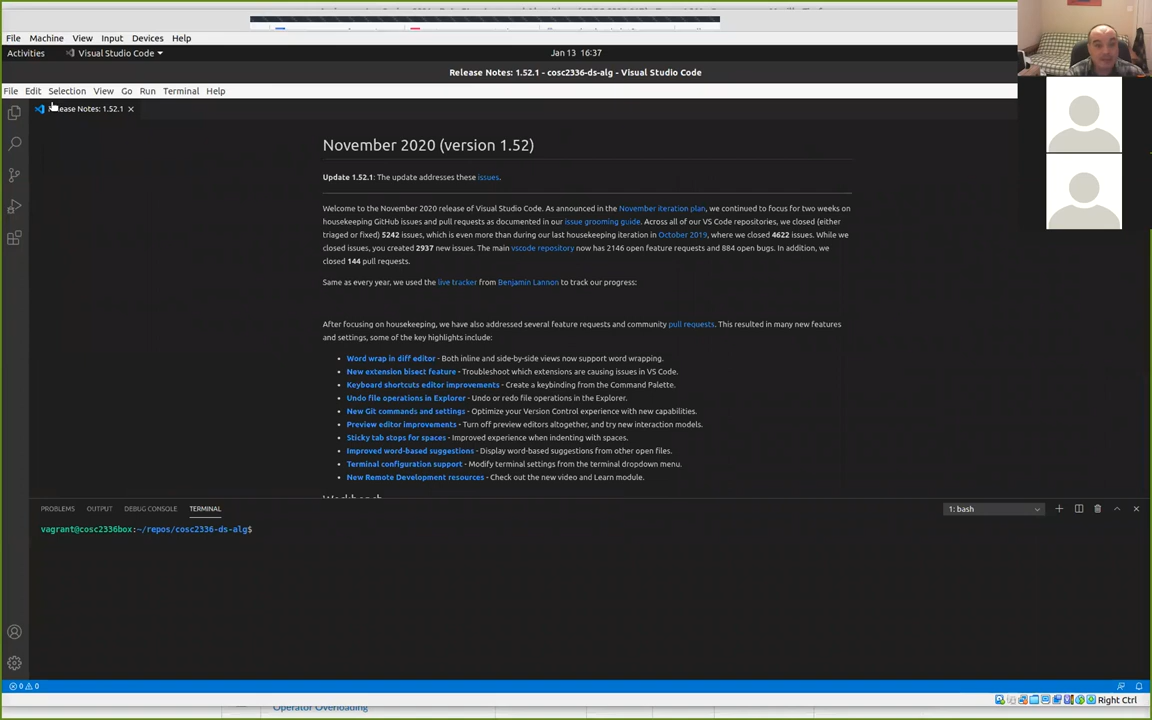 File Machine View Input Devices Help
Activities Visual Studio Code Jan 13 16:37
Release Notes: 1.52.1 - cosc2336-ds-alg - Visual Studio Code
File Edit Selection View Go Run Terminal Help
Release Notes: 1.52.1
November 2020 (version 1.52)
Update 1.52.1: The update addresses these issues.
Welcome to the November 2020 release of Visual Studio Code. As announced in the November iteration plan, we continued to focus for two weeks on
housekeeping GitHub issues and pull requests as documented in our issue grooming guide. Across all of our VS Code repositories, we closed (either
triaged or fixed) 5242 issues, which is even more than during our last housekeeping iteration in October 2019, where we closed 4622 issues. While we
closed issues, you created 2937 new issues. The main vscode repository now has 2146 open feature requests and 884 open bugs. In addition, we
closed 144 pull requests.
Same as every year, we used the live tracker from Benjamin Lannon to track our progress:
After focusing on housekeeping, we have also addressed several feature requests and community pull requests. This resulted in many new features
and settings, some of the key highlights include:
• Word wrap in diff editor - Both inline and side-by-side views now support word wrapping.
• New extension bisect feature - Troubleshoot which extensions are causing issues in VS Code.
• Keyboard shortcuts editor improvements - Create a keybinding from the Command Palette.
• Undo file operations in Explorer - Undo or redo file operations in the Explorer.
• New Git commands and settings - Optimize your Version Control experience with new capabilities.
• Preview editor improvements - Turn off preview editors altogether, and try new interaction models.
• Sticky tab stops for spaces - Improved experience when indenting with spaces.
• Improved word-based suggestions - Display word-based suggestions from other open files.
• Terminal configuration support - Modify terminal settings from the terminal dropdown menu.
• New Remote Development resources - Check out the new video and Learn module.
Workbench
PROBLEMS OUTPUT DEBUG CONSOLE TERMINAL 1: bash
vagrant@cosc2336box:~/repos/cosc2336-ds-alg$
0 0
Right Ctrl
Operator Overloading